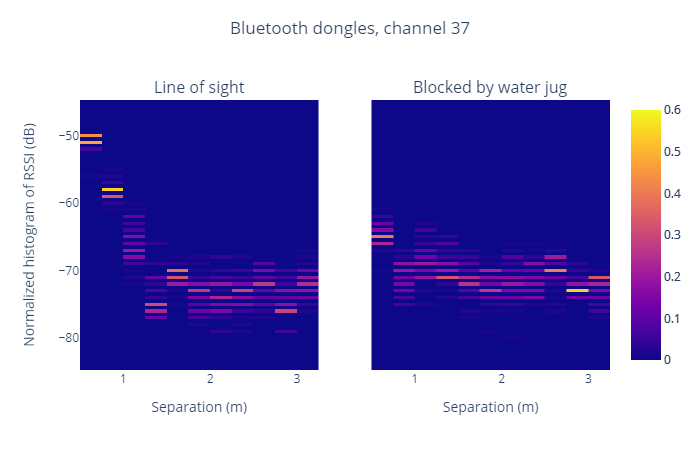 Bluetooth dongles, channel 37
Line of sight
Blocked by water jug
Normalized histogram of RSSI (dB)
−50
−60
−70
−80
1 2 3
1 2 3
Separation (m)
Separation (m)
0.6
0.5
0.4
0.3
0.2
0.1
0